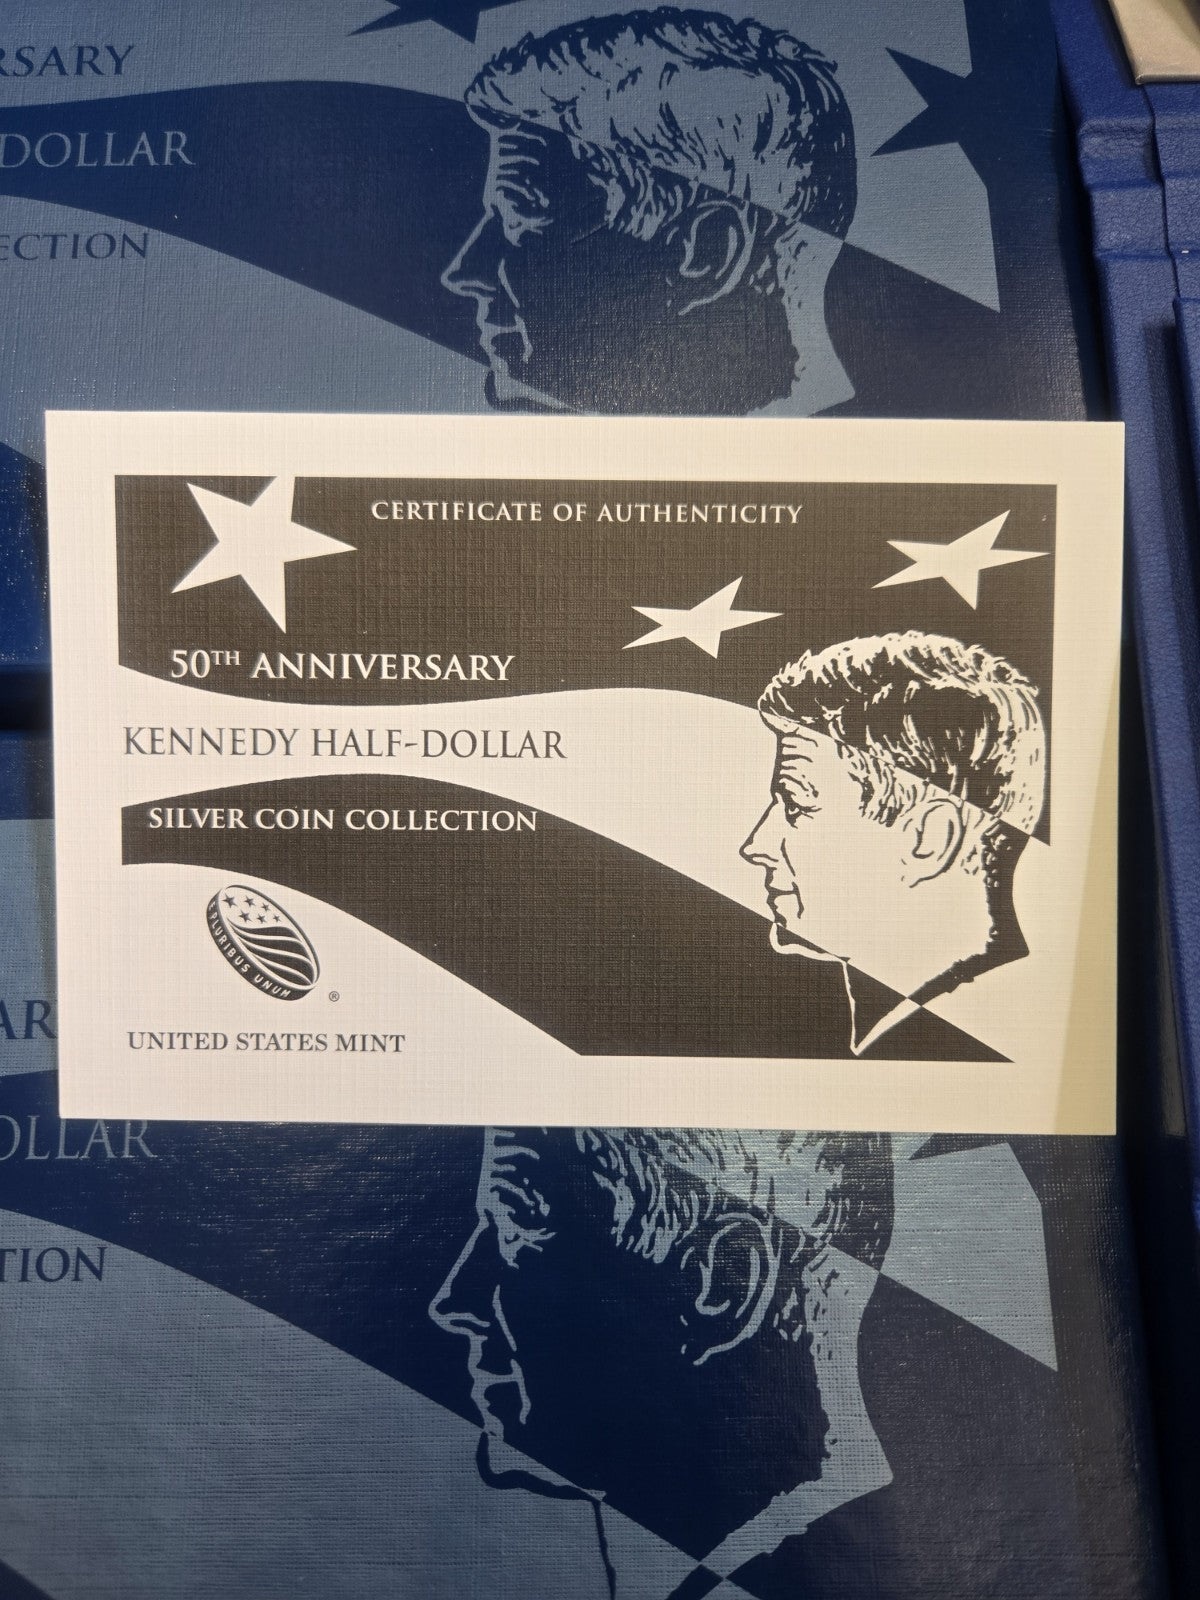 RSARY
DOLLAR
ECTION
CERTIFICATE OF AUTHENTICITY
50TH ANNIVERSARY
KENNEDY HALF-DOLLAR
SILVER COIN COLLECTION
E PLURIBUS UNUM
®
UNITED STATES MINT
AR
OLLAR
TION